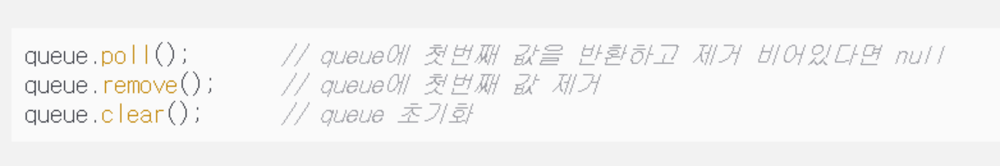 queue.poll();       // queue에 첫번째 값을 반환하고 제거 비어있다면 null
queue.remove();     // queue에 첫번째 값 제거
queue.clear();      // queue 초기화